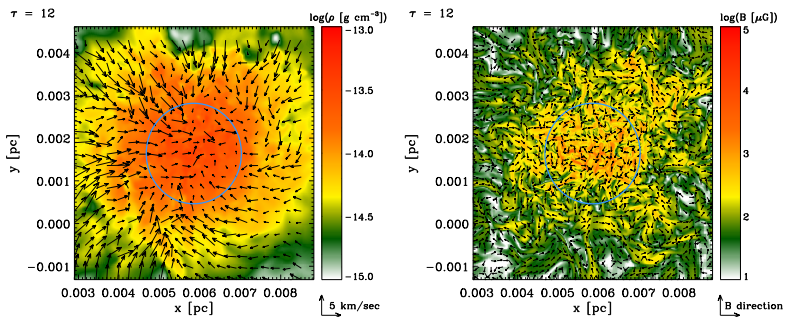 τ = 12
log(ρ [g cm⁻³])
-13.0
-13.5
-14.0
-14.5
-15.0
0.004
0.003
0.002
0.001
0.000
-0.001
y [pc]
0.003 0.004 0.005 0.006 0.007 0.008
x [pc]
5 km/sec
τ = 12
log(B [μG])
5
4
3
2
1
0.004
0.003
0.002
0.001
0.000
-0.001
y [pc]
0.003 0.004 0.005 0.006 0.007 0.008
x [pc]
B direction